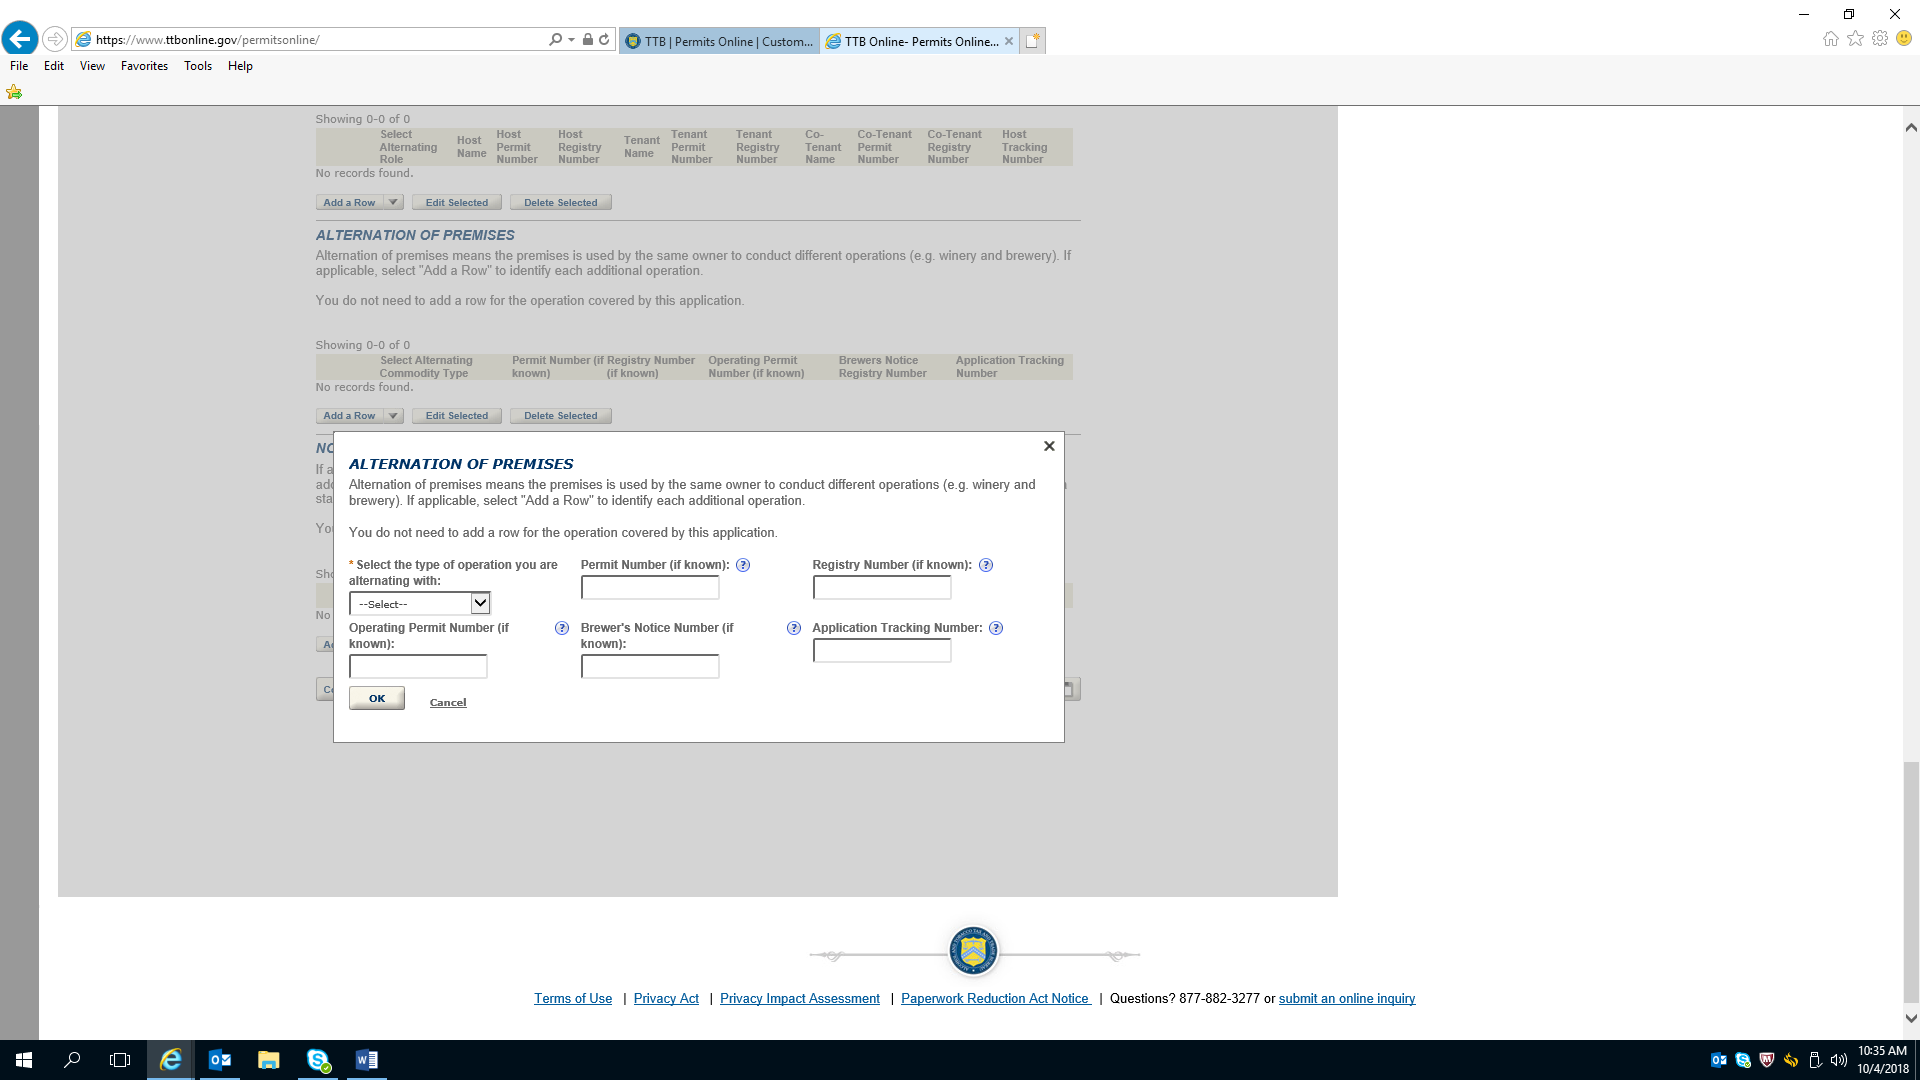 https://www.ttbonline.gov/permitsonline/
TTB | Permits Online | Custom...
TTB Online- Permits Online...
File Edit View Favorites Tools Help
Showing 0-0 of 0
Select Alternating Role
Host Name
Host Permit Number
Host Registry Number
Tenant Name
Tenant Permit Number
Tenant Registry Number
Co-Tenant Name
Co-Tenant Permit Number
Co-Tenant Registry Number
Host Tracking Number
No records found.
Add a Row Edit Selected Delete Selected
ALTERNATION OF PREMISES
Alternation of premises means the premises is used by the same owner to conduct different operations (e.g. winery and brewery). If
applicable, select "Add a Row" to identify each additional operation.
You do not need to add a row for the operation covered by this application.
Showing 0-0 of 0
Select Alternating Commodity Type
Permit Number (if known)
Registry Number (if known)
Operating Permit Number (if known)
Brewers Notice Registry Number
Application Tracking Number
No records found.
Add a Row Edit Selected Delete Selected
ALTERNATION OF PREMISES
Alternation of premises means the premises is used by the same owner to conduct different operations (e.g. winery and
brewery). If applicable, select "Add a Row" to identify each additional operation.
You do not need to add a row for the operation covered by this application.
* Select the type of operation you are
alternating with:
--Select--
Permit Number (if known): ?
Registry Number (if known): ?
Operating Permit Number (if
known): ?
Brewer's Notice Number (if
known): ?
Application Tracking Number: ?
OK Cancel
Terms of Use | Privacy Act | Privacy Impact Assessment | Paperwork Reduction Act Notice | Questions? 877-882-3277 or submit an online inquiry
10:35 AM
10/4/2018